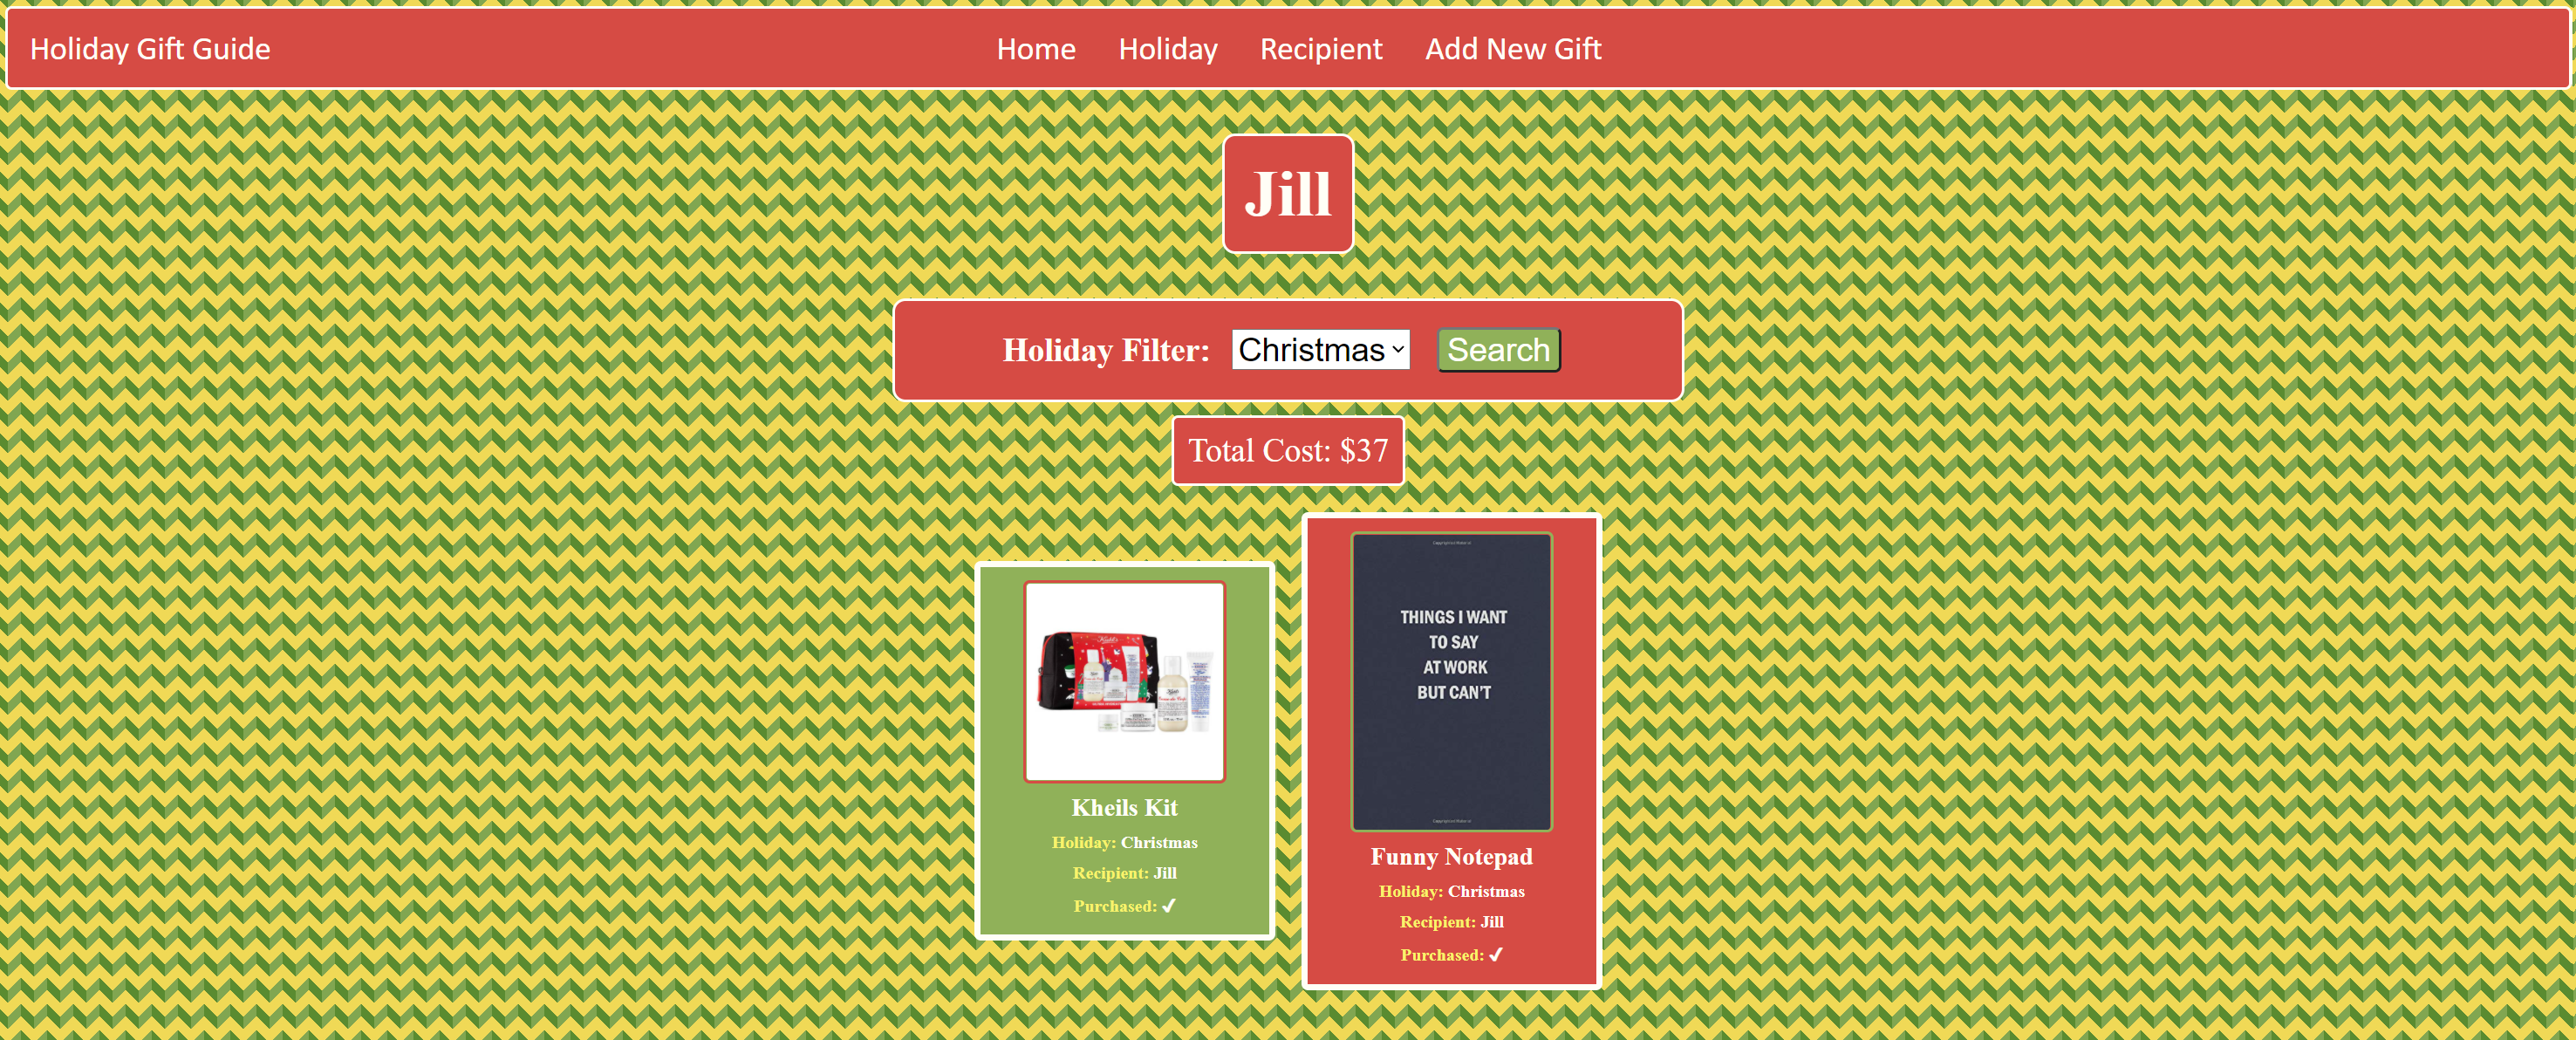 Holiday Gift Guide
Home Holiday Recipient Add New Gift
Jill
Holiday Filter: Christmas Search
Total Cost: $37
Kheils Kit
Holiday: Christmas
Recipient: Jill
Purchased: ✔
THINGS I WANT
TO SAY
AT WORK
BUT CAN'T
Funny Notepad
Holiday: Christmas
Recipient: Jill
Purchased: ✔